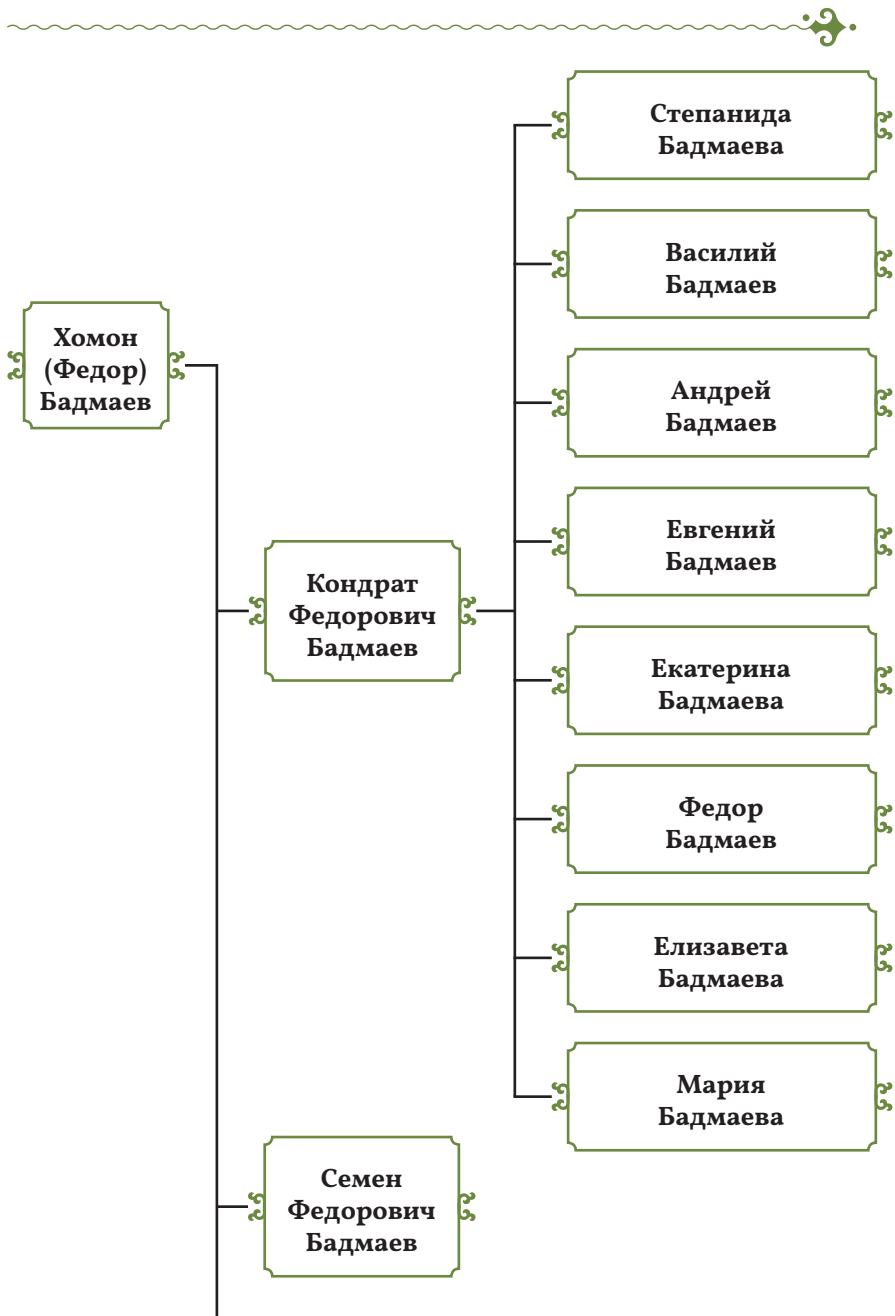 Степанида
Бадмаева
Василий
Бадмаев
Хомон
(Федор)
Бадмаев
Андрей
Бадмаев
Евгений
Бадмаев
Кондрат
Федорович
Бадмаев
Екатерина
Бадмаева
Федор
Бадмаев
Елизавета
Бадмаева
Мария
Бадмаева
Семен
Федорович
Бадмаев